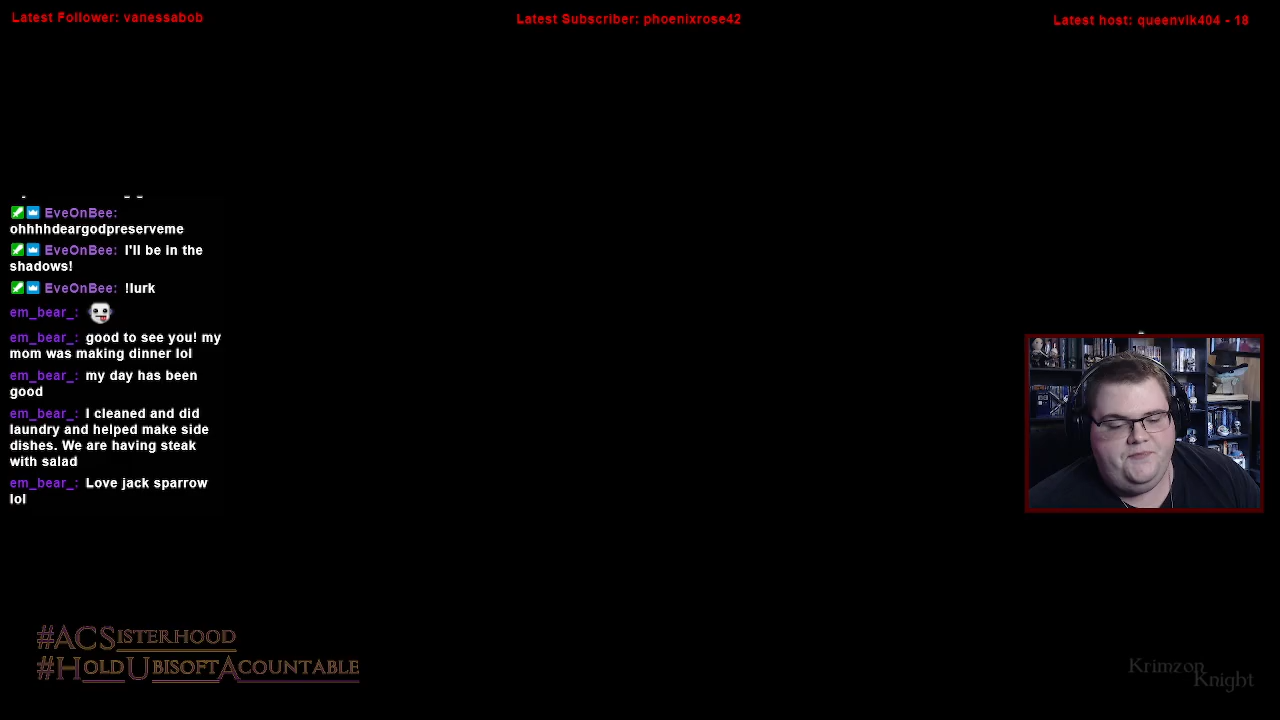 Latest Follower: vanessabob
Latest Subscriber: phoenixrose42
Latest host: queenvik404 - 18
EveOnBee:
ohhhhdeargodpreserveme
EveOnBee: I'll be in the
shadows!
EveOnBee: !lurk
em_bear_:
em_bear_: good to see you! my
mom was making dinner lol
em_bear_: my day has been
good
em_bear_: I cleaned and did
laundry and helped make side
dishes. We are having steak
with salad
em_bear_: Love jack sparrow
lol
#ACSisterhood
#HoldUbisoftAcountable
Krimzon
Knight